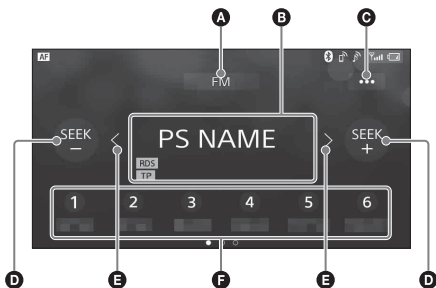 A B C
AF
FM
SEEK
−
PS NAME
SEEK
+
RDS
TP
D E E D
1 2 3 4 5 6
D E F E D